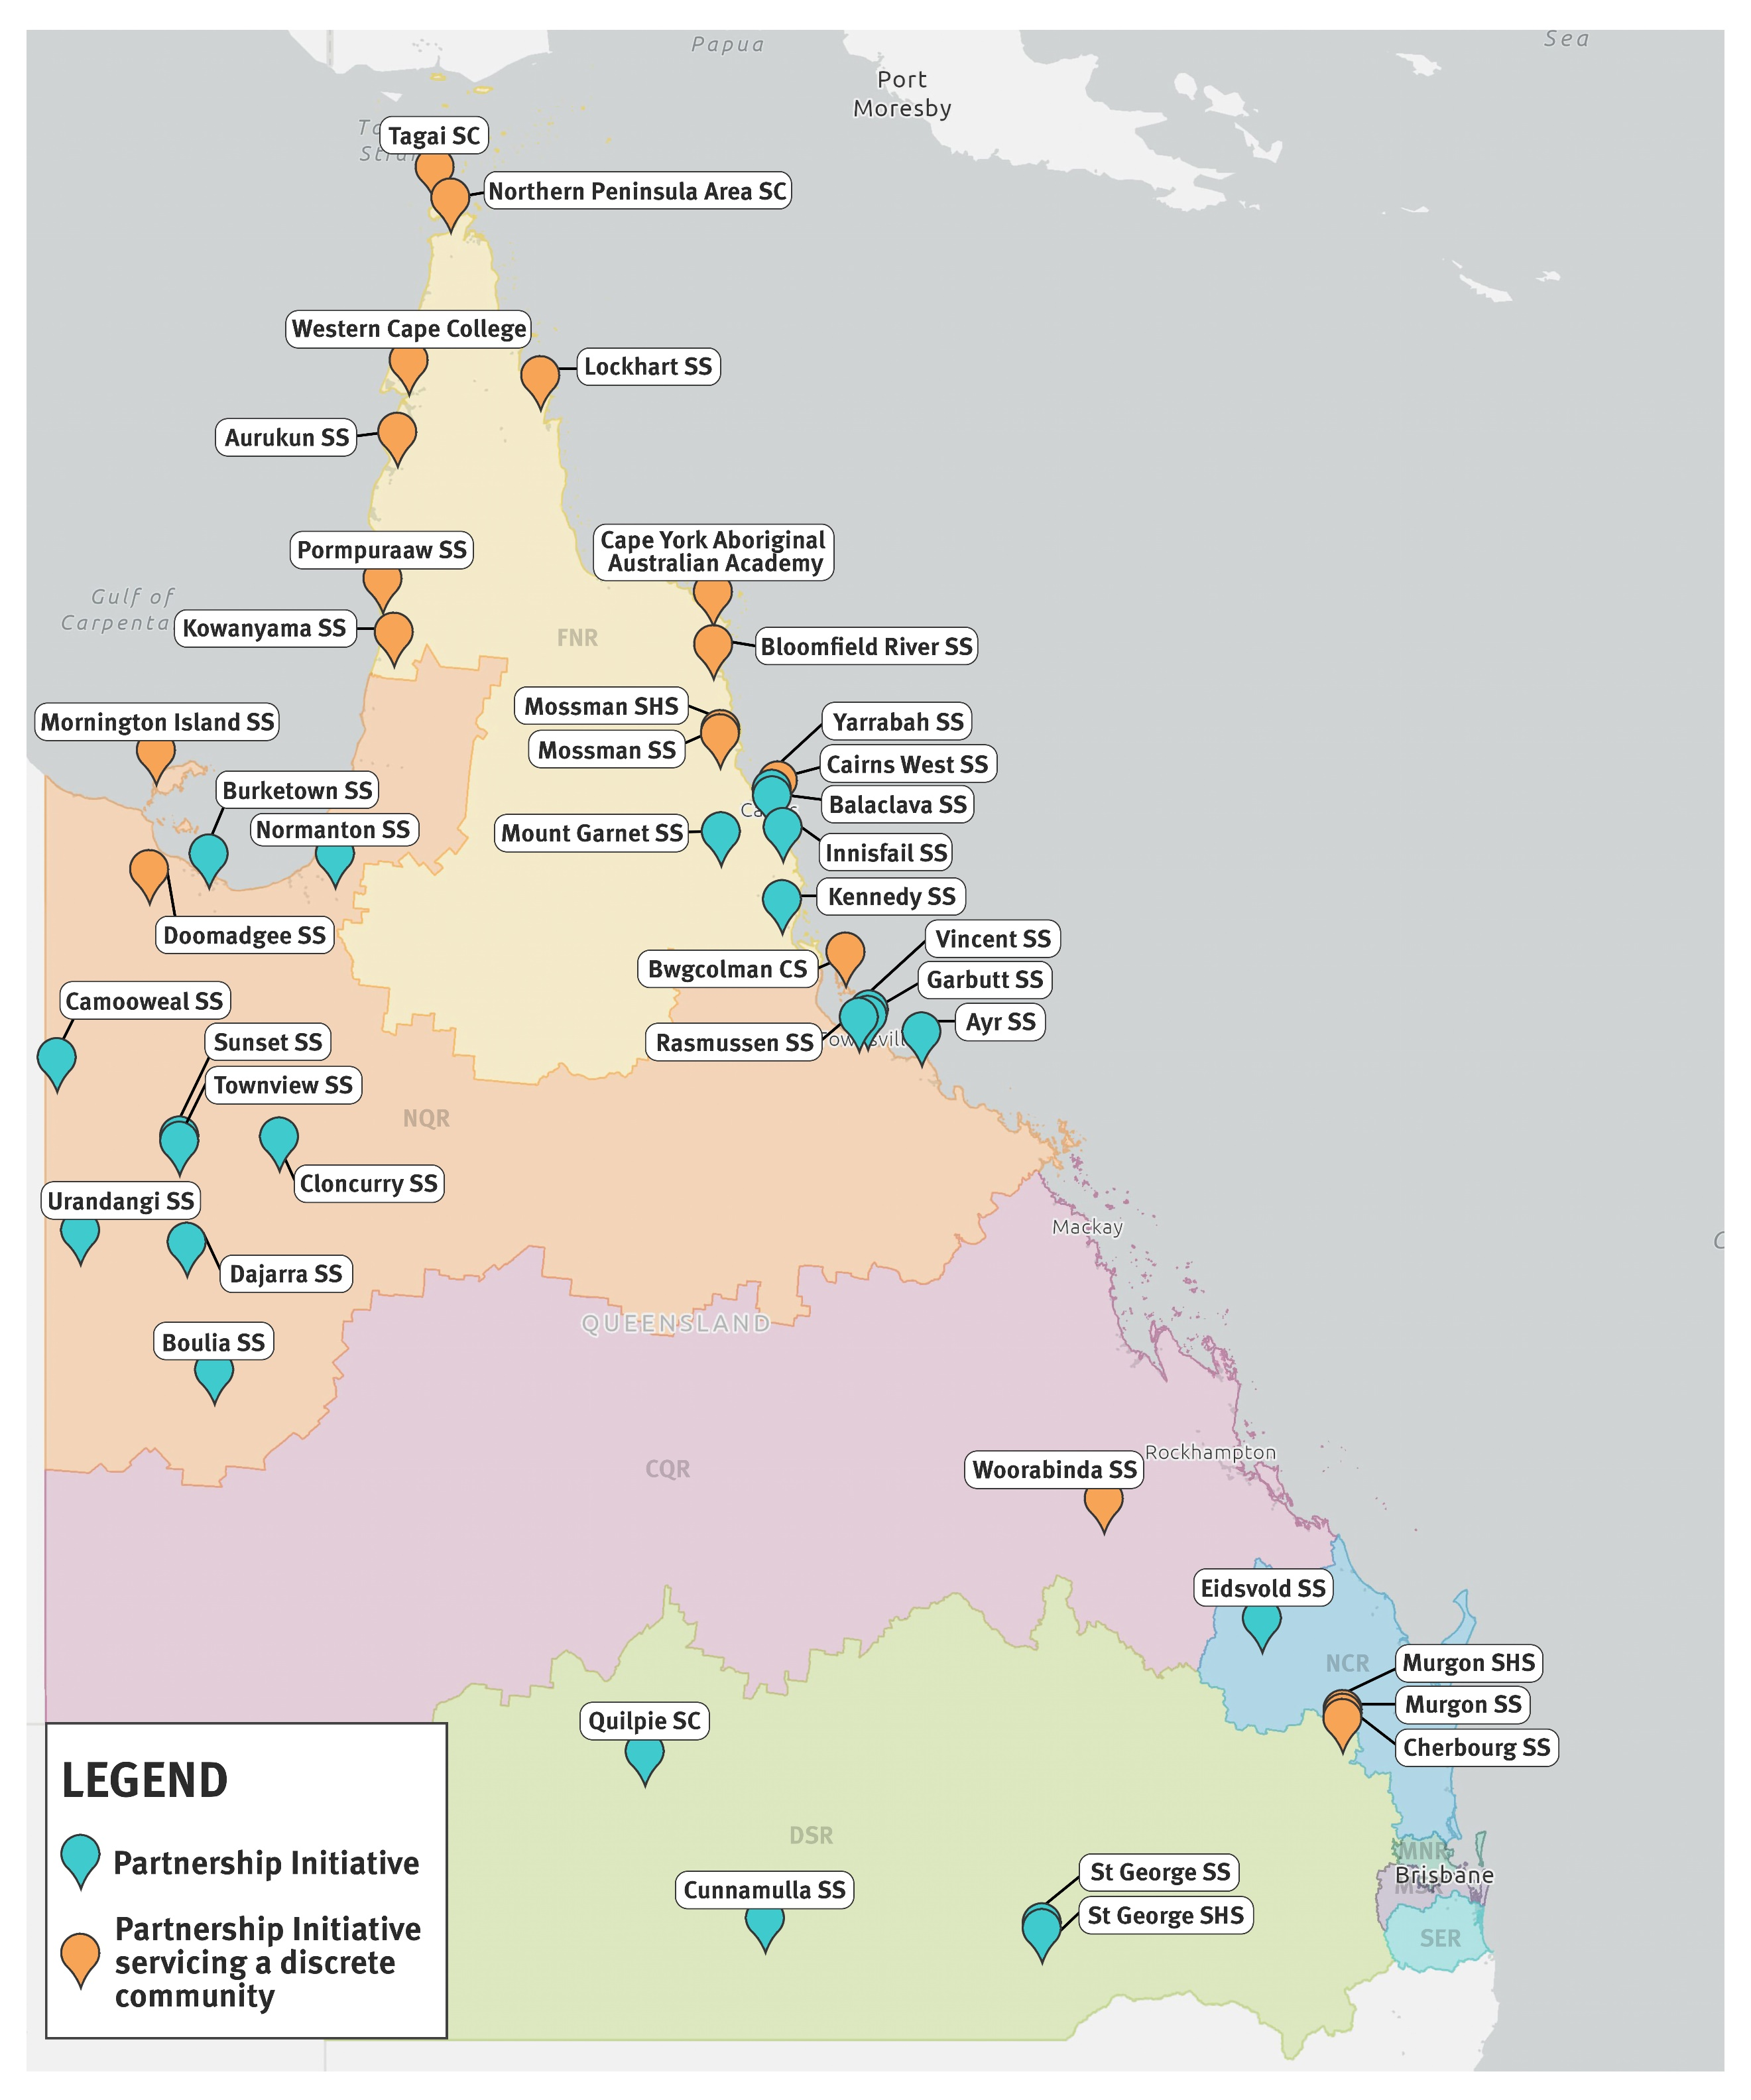 Papua
Sea
Port
Moresby
Tagai SC
Northern Peninsula Area SC
Western Cape College
Lockhart SS
Aurukun SS
Pormpuraaw SS
Cape York Aboriginal
Australian Academy
Gulf of
Carpenta
Kowanyama SS
FNR
Bloomfield River SS
Mossman SHS
Mossman SS
Mornington Island SS
Yarrabah SS
Cairns West SS
Burketown SS
Balaclava SS
Normanton SS
Mount Garnet SS
Innisfail SS
Kennedy SS
Doomadgee SS
Vincent SS
Bwgcolman CS
Garbutt SS
Camooweal SS
Ayr SS
Sunset SS
Rasmussen SS
Townview SS
NQR
Cloncurry SS
Urandangi SS
Mackay
Dajarra SS
QUEENSLAND
Boulia SS
CQR
Rockhampton
Woorabinda SS
Eidsvold SS
NCR
Murgon SHS
Murgon SS
Quilpie SC
Cherbourg SS
LEGEND
Partnership Initiative
Partnership Initiative
servicing a discrete
community
DSR
MNR
Brisbane
St George SS
Cunnamulla SS
St George SHS
SER